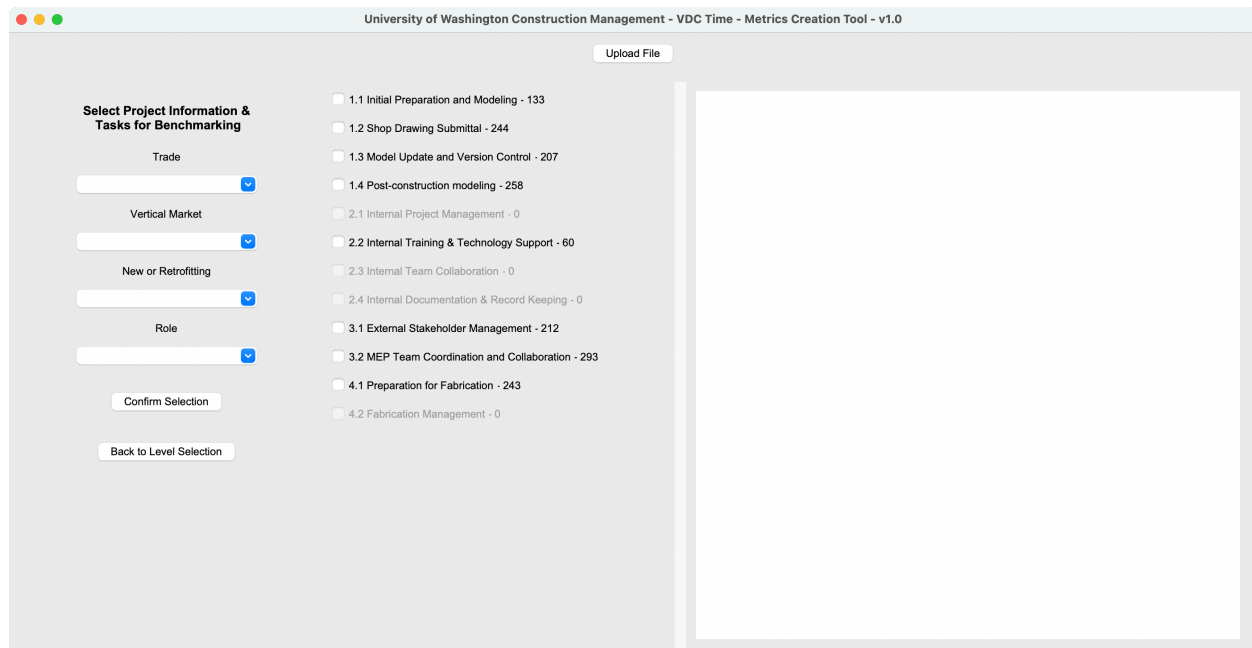 University of Washington Construction Management - VDC Time - Metrics Creation Tool - v1.0
Upload File
Select Project Information &
Tasks for Benchmarking
Trade
Vertical Market
New or Retrofitting
Role
Confirm Selection
Back to Level Selection
1.1 Initial Preparation and Modeling - 133
1.2 Shop Drawing Submittal - 244
1.3 Model Update and Version Control - 207
1.4 Post-construction modeling - 258
2.1 Internal Project Management - 0
2.2 Internal Training & Technology Support - 60
2.3 Internal Team Collaboration - 0
2.4 Internal Documentation & Record Keeping - 0
3.1 External Stakeholder Management - 212
3.2 MEP Team Coordination and Collaboration - 293
4.1 Preparation for Fabrication - 243
4.2 Fabrication Management - 0